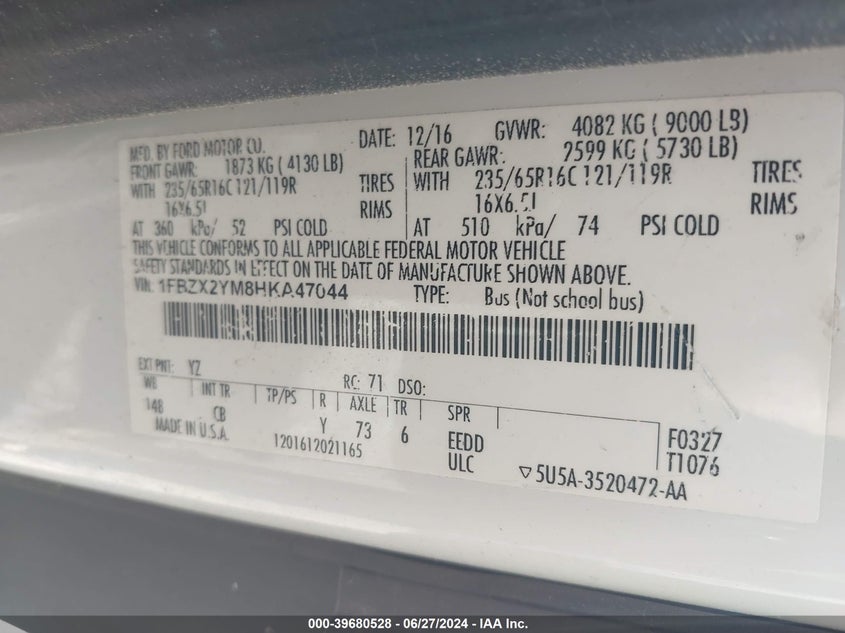 MFD. BY FORD MOTOR CO. DATE: 12/16 GVWR: 4082 KG ( 9000 LB)
FRONT GAWR: 1873 KG ( 4130 LB) REAR GAWR: 2599 KG ( 5730 LB)
WITH 235/65R16C 121/119R TIRES WITH 235/65R16C 121/119R TIRES
16X6.5J RIMS 16X6.5J RIMS
AT 360 kPa/ 52 PSI COLD AT 510 kPa/ 74 PSI COLD
THIS VEHICLE CONFORMS TO ALL APPLICABLE FEDERAL MOTOR VEHICLE
SAFETY STANDARDS IN EFFECT ON THE DATE OF MANUFACTURE SHOWN ABOVE.
VIN: 1FBZX2YM8HKA47044 TYPE: Bus (Not school bus)
EXT PNT: YZ RC: 71 DSO:
WB INT TR TP/PS R AXLE TR SPR
148 CB Y 73 6 EEDD F0327
MADE IN U.S.A. 1201612021165 ULC T1076
▽5U5A-3520472-AA
000-39680528 - 06/27/2024 - IAA Inc.